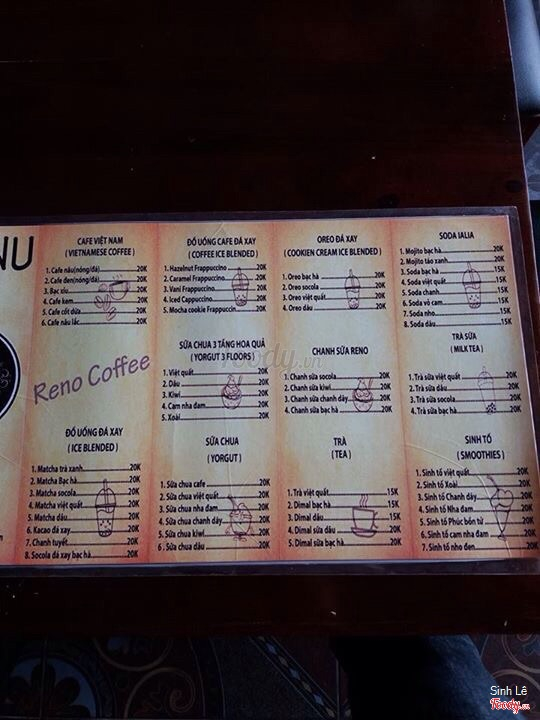 NU
CAFE VIỆT NAM
( VIETNAMESE COFFEE )
1. Cafe nâu(nóng/đá) 20K
2. Cafe đen(nóng/đá) 20K
3. Bạc xíu 20K
4. Cafe kem 20K
5. Cafe cốt dừa 20K
6. Cafe nâu lắc 20K
Reno Coffee
ĐỒ UỐNG ĐÁ XAY
( ICE BLENDED )
1. Matcha trà xanh 20K
2. Matcha Bạc hà 20K
3. Matcha socola 20K
4. Matcha việt quất 20K
5. Matcha dâu 20K
6. Kacao đá xay 20K
7. Chanh tuyết 20K
8. Socola đá xay bạc hà 20K
ĐỒ UỐNG CAFE ĐÁ XAY
( COFFEE ICE BLENDED )
1. Hazelnut Frappuccino 20K
2. Caramel Frappuccino 20K
3. Vani Frappuccino 20K
4. Iced Cappucino 20K
5. Mocha cookie Frappuccino 20K
SỮA CHUA 3 TẦNG HOA QUẢ
( YORGUT 3 FLOORS )
1. Việt quất 20K
2. Dâu 20K
3. Kiwi 20K
4. Cam nha đam 20K
5. Xoài 20K
SỮA CHUA
( YORGUT )
1. Sữa chua cafe 20K
2. Sữa chua việt quất 20K
3. Sữa chua nha đam 20K
4. Sữa chua chanh dây 20K
5. Sữa chua kiwi 20K
6 . Sữa chua dâu 20K
OREO ĐÁ XAY
( COOKIEN CREAM ICE BLENDED )
1. Oreo bạc hà 20K
2. Oreo socola 20K
3. Oreo việt quất 20K
4. Oreo dâu 20K
CHANH SỮA RENO
1. Chanh sữa socola 20K
2. Chanh sữa kiwi 20K
3. Chanh sữa chanh dây 20K
4. Chanh sữa bạc hà 20K
TRÀ
( TEA )
1. Trà việt quất 15K
2. Dimal bạc hà 15K
3. Dimal dâu 15K
4. Dimal sữa dâu 20K
5. Dimal sữa bạc hà 20K
SODA IALIA
1. Mojito bạc hà 20K
2. Mojito táo xanh 20K
3. Soda bạc hà 15K
4. Soda việt quất 15K
5. Soda chanh 15K
6. Soda vỏ cam 15K
7. Soda nho 15K
8. Soda dâu 15K
TRÀ SỮA
( MILK TEA )
1. Trà sữa việt quất 20K
2. Trà sữa dâu 20K
3. Trà sữa socola 20K
4. Trà sữa bạc hà 20K
SINH TỐ
( SMOOTHIES )
1. Sinh tố việt quất 20K
2. Sinh tố Xoài 20K
3. Sinh tố Chanh dây 20K
4. Sinh tố Nha đam 20K
5. Sinh tố Phúc bồn tử 20K
6. Sinh tố cam nha đam 20K
7. Sinh tố nho đen 20K
foody.vn
Sinh Lê
Foody.vn